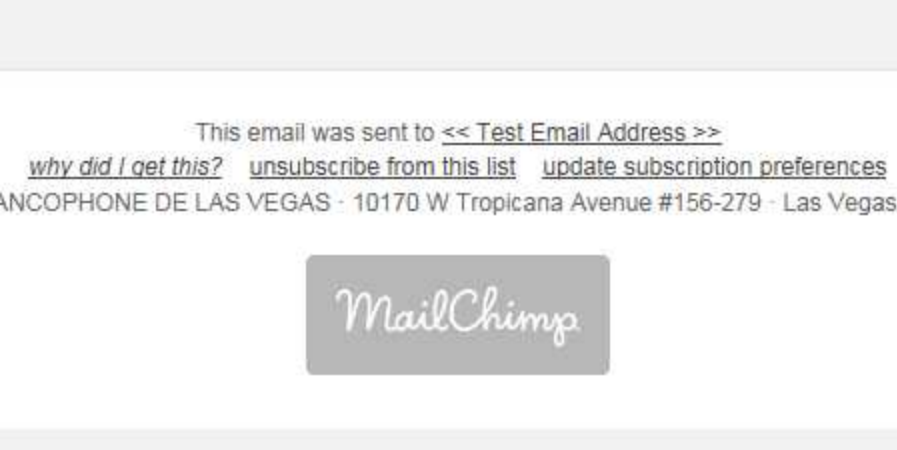 This email was sent to << Test Email Address >>
why did I get this? unsubscribe from this list update subscription preferences
ANCOPHONE DE LAS VEGAS · 10170 W Tropicana Avenue #156-279 · Las Vegas
MailChimp